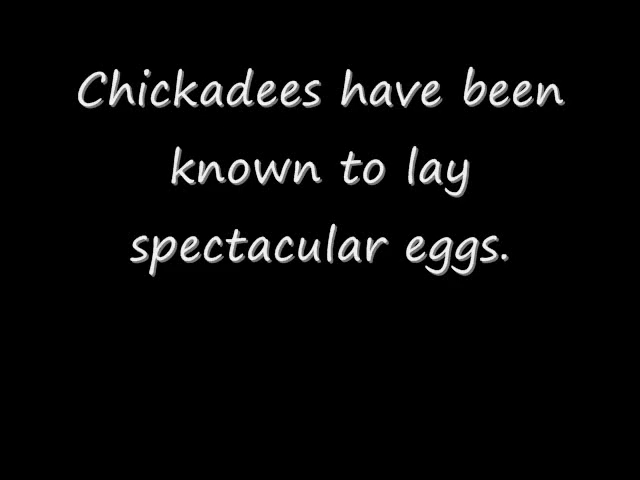 Chickadees have been
known to lay
spectacular eggs.